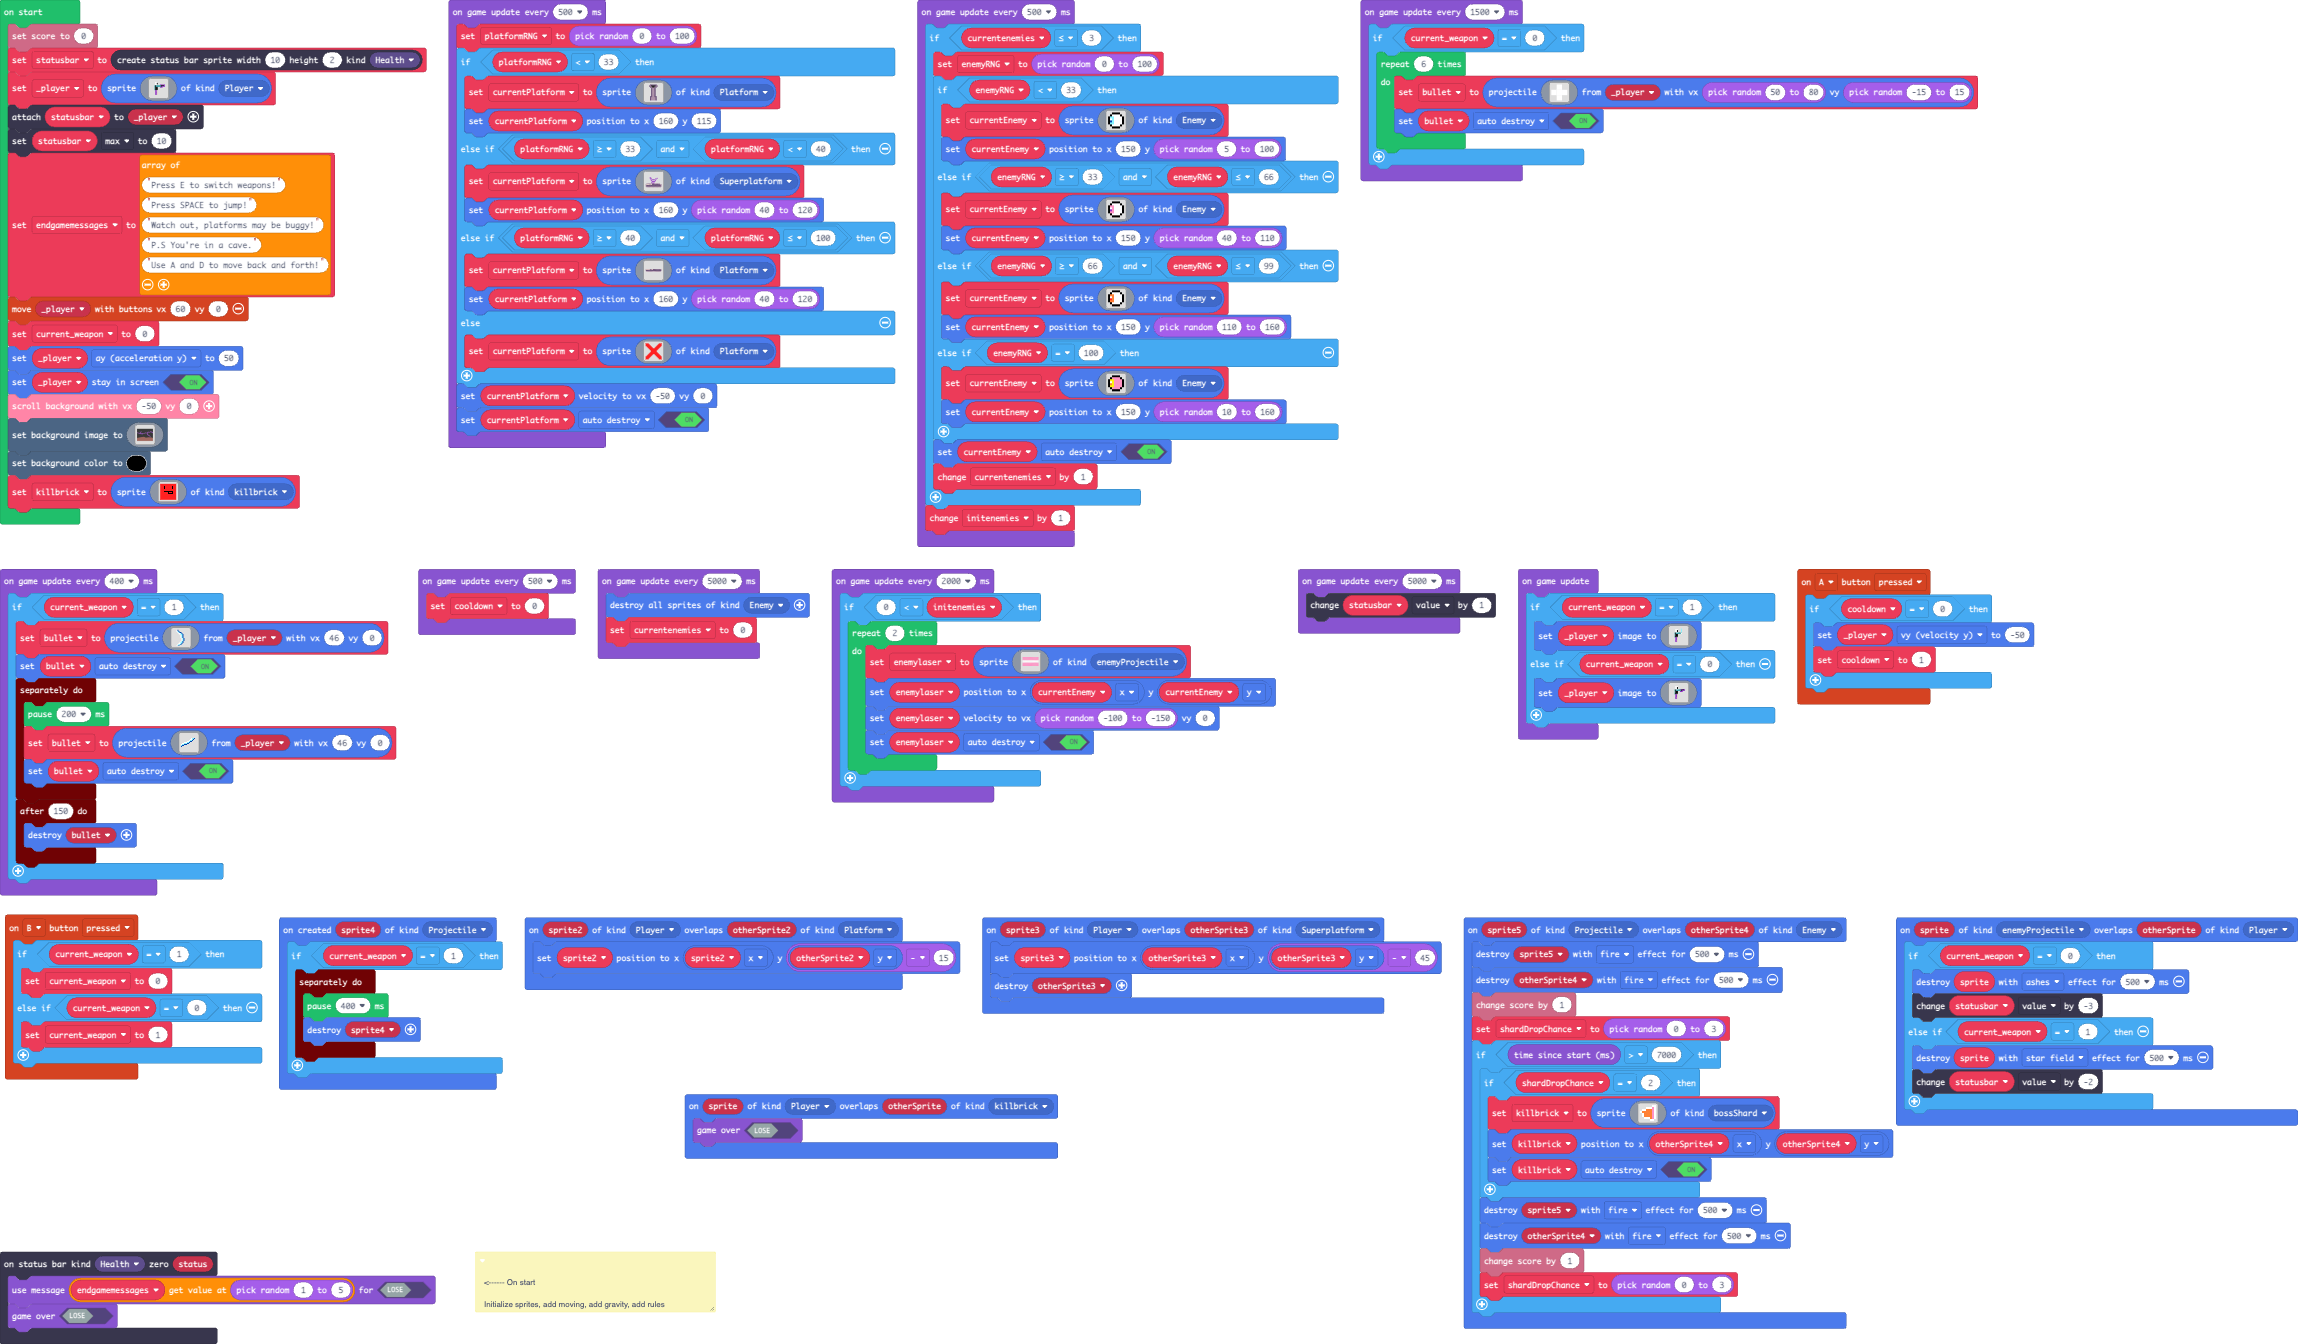 on start
set score to 0
set statusbar to create status bar sprite width 10 height 2 kind Health
set _player to sprite of kind Player
attach statusbar to _player
set statusbar max to 10
set endgamemessages to array of
"Press E to switch weapons!"
"Press SPACE to jump!"
"Watch out, platforms may be buggy!"
"P.S You're in a cave."
"Use A and D to move back and forth!"
move _player with buttons vx 60 vy 0
set current_weapon to 0
set _player ay (acceleration y) to 50
set _player stay in screen ON
scroll background with vx -50 vy 0
set background image to
set background color to
set killbrick to sprite of kind killbrick
on game update every 500 ms
set platformRNG to pick random 0 to 100
if platformRNG < 33 then
set currentPlatform to sprite of kind Platform
set currentPlatform position to x 160 y 115
else if platformRNG ≥ 33 and platformRNG < 40 then
set currentPlatform to sprite of kind Superplatform
set currentPlatform position to x 160 y pick random 40 to 120
else if platformRNG ≥ 40 and platformRNG ≤ 100 then
set currentPlatform to sprite of kind Platform
set currentPlatform position to x 160 y pick random 40 to 120
else
set currentPlatform to sprite of kind Platform
set currentPlatform velocity to vx -50 vy 0
set currentPlatform auto destroy ON
on game update every 500 ms
if currentenemies ≤ 3 then
set enemyRNG to pick random 0 to 100
if enemyRNG < 33 then
set currentEnemy to sprite of kind Enemy
set currentEnemy position to x 150 y pick random 5 to 100
else if enemyRNG ≥ 33 and enemyRNG ≤ 66 then
set currentEnemy to sprite of kind Enemy
set currentEnemy position to x 150 y pick random 40 to 110
else if enemyRNG ≥ 66 and enemyRNG ≤ 99 then
set currentEnemy to sprite of kind Enemy
set currentEnemy position to x 150 y pick random 110 to 160
else if enemyRNG = 100 then
set currentEnemy to sprite of kind Enemy
set currentEnemy position to x 150 y pick random 10 to 160
set currentEnemy auto destroy ON
change currentenemies by 1
change initenemies by 1
on game update every 1500 ms
if current_weapon = 0 then
repeat 6 times
do
set bullet to projectile from _player with vx pick random 50 to 80 vy pick random -15 to 15
set bullet auto destroy ON
on game update every 400 ms
if current_weapon = 1 then
set bullet to projectile from _player with vx 46 vy 0
set bullet auto destroy ON
separately do
pause 200 ms
set bullet to projectile from _player with vx 46 vy 0
set bullet auto destroy ON
after 150 do
destroy bullet
on game update every 500 ms
set cooldown to 0
on game update every 5000 ms
destroy all sprites of kind Enemy
set currentenemies to 0
on game update every 2000 ms
if 0 < initenemies then
repeat 2 times
do
set enemylaser to sprite of kind enemyProjectile
set enemylaser position to x currentEnemy x y currentEnemy y
set enemylaser velocity to vx pick random -100 to -150 vy 0
set enemylaser auto destroy ON
on game update every 5000 ms
change statusbar value by 1
on game update
if current_weapon = 1 then
set _player image to
else if current_weapon = 0 then
set _player image to
on A button pressed
if cooldown = 0 then
set _player vy (velocity y) to -50
set cooldown to 1
on B button pressed
if current_weapon = 1 then
set current_weapon to 0
else if current_weapon = 0 then
set current_weapon to 1
on created sprite4 of kind Projectile
if current_weapon = 1 then
separately do
pause 400 ms
destroy sprite4
on sprite2 of kind Player overlaps otherSprite2 of kind Platform
set sprite2 position to x sprite2 x y otherSprite2 y - 15
on sprite3 of kind Player overlaps otherSprite3 of kind Superplatform
set sprite3 position to x otherSprite3 x y otherSprite3 y - 45
destroy otherSprite3
on sprite of kind Player overlaps otherSprite of kind killbrick
game over LOSE
on sprite5 of kind Projectile overlaps otherSprite4 of kind Enemy
destroy sprite5 with fire effect for 500 ms
destroy otherSprite4 with fire effect for 500 ms
change score by 1
set shardDropChance to pick random 0 to 3
if time since start (ms) > 7000 then
if shardDropChance = 2 then
set killbrick to sprite of kind bossShard
set killbrick position to x otherSprite4 x y otherSprite4 y
set killbrick auto destroy ON
destroy sprite5 with fire effect for 500 ms
destroy otherSprite4 with fire effect for 500 ms
change score by 1
set shardDropChance to pick random 0 to 3
on sprite of kind enemyProjectile overlaps otherSprite of kind Player
if current_weapon = 0 then
destroy sprite with ashes effect for 500 ms
change statusbar value by -3
else if current_weapon = 1 then
destroy sprite with star field effect for 500 ms
change statusbar value by -2
on status bar kind Health zero status
use message endgamemessages get value at pick random 1 to 5 for LOSE
game over LOSE
<------ On start
Initialize sprites, add moving, add gravity, add rules